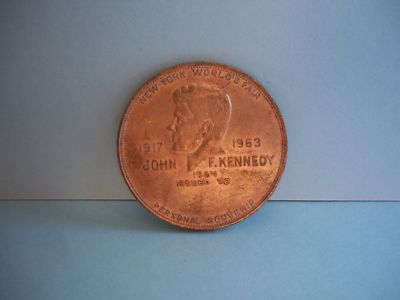 NEW YORK WORLD'S FAIR
1917 1963
JOHN F. KENNEDY
1964
PERSONAL SOUVENIR